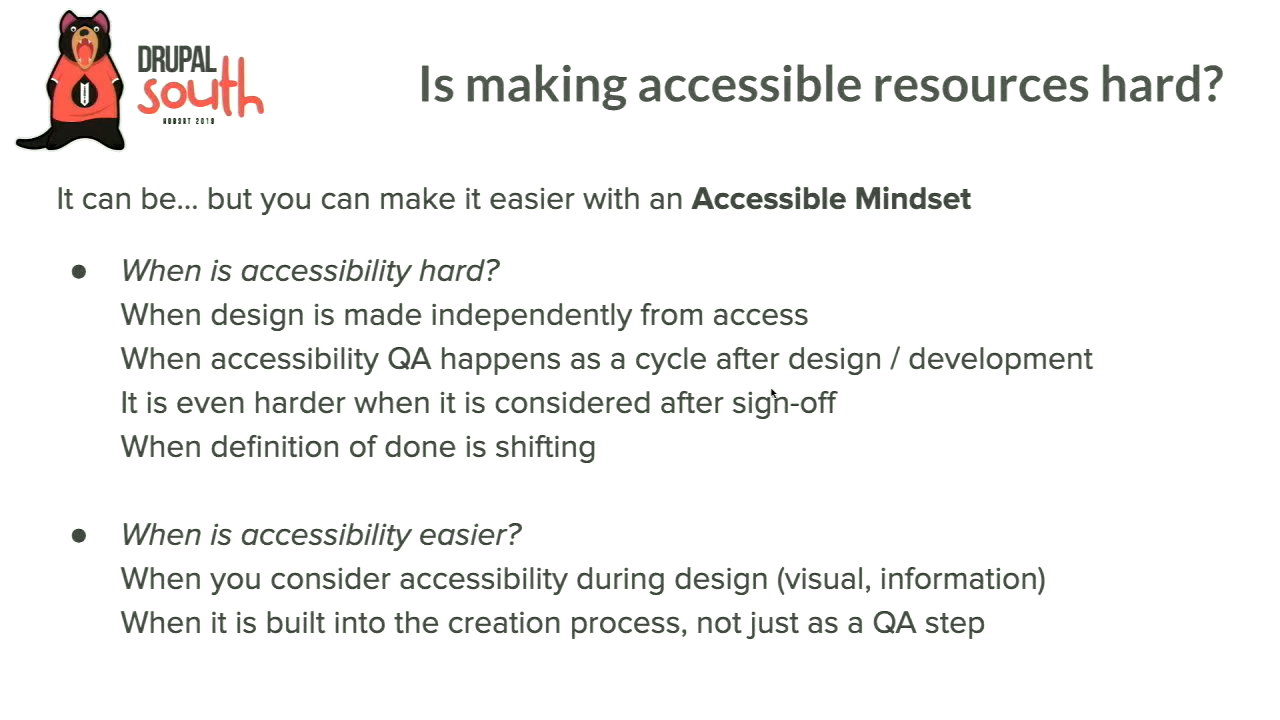 DRUPAL
south
HOBART 2019
Is making accessible resources hard?
It can be... but you can make it easier with an Accessible Mindset
● When is accessibility hard?
When design is made independently from access
When accessibility QA happens as a cycle after design / development
It is even harder when it is considered after sign-off
When definition of done is shifting
● When is accessibility easier?
When you consider accessibility during design (visual, information)
When it is built into the creation process, not just as a QA step